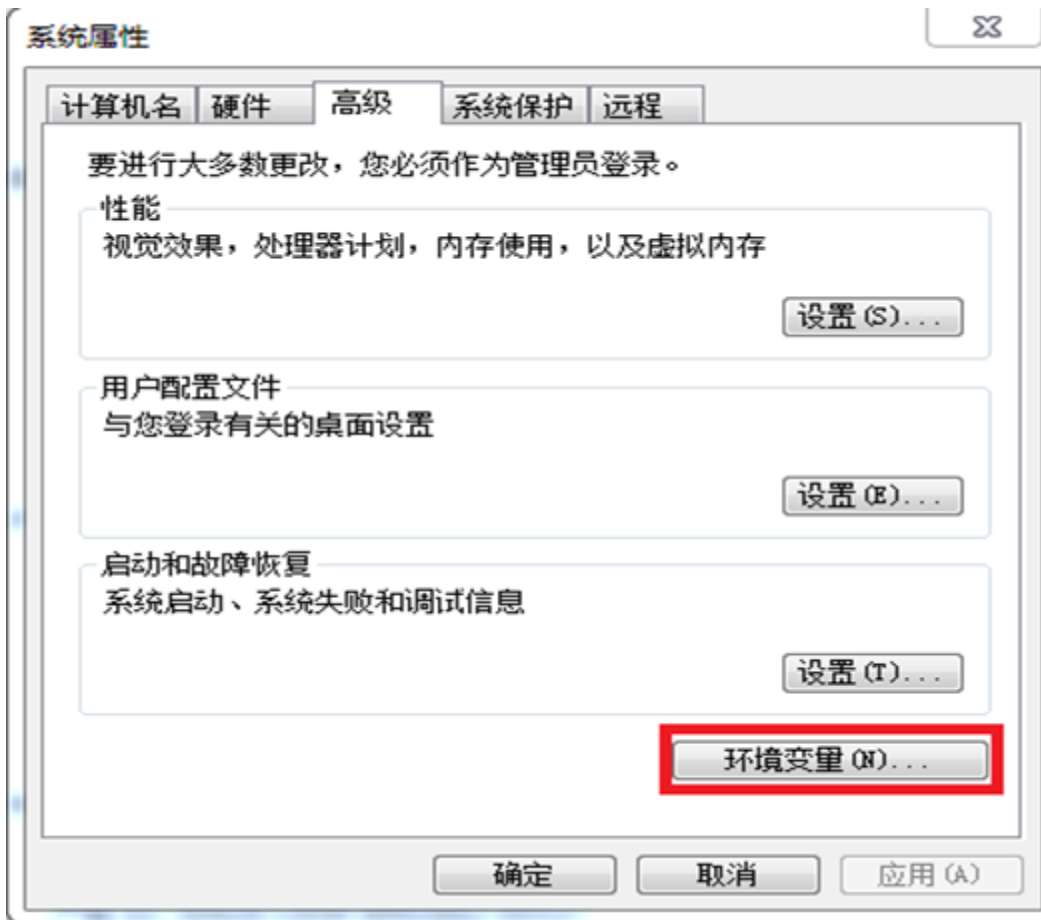 系统属性
计算机名 硬件 高级 系统保护 远程
要进行大多数更改，您必须作为管理员登录。
性能
视觉效果，处理器计划，内存使用，以及虚拟内存
设置(S)...
用户配置文件
与您登录有关的桌面设置
设置(E)...
启动和故障恢复
系统启动、系统失败和调试信息
设置(T)...
环境变量(N)...
确定 取消 应用(A)